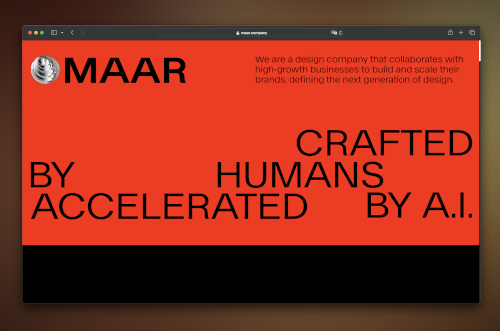 maar.company
MAAR
We are a design company that collaborates with
high-growth businesses to build and scale their
brands, defining the next generation of design.
CRAFTED
BY HUMANS
ACCELERATED BY A.I.